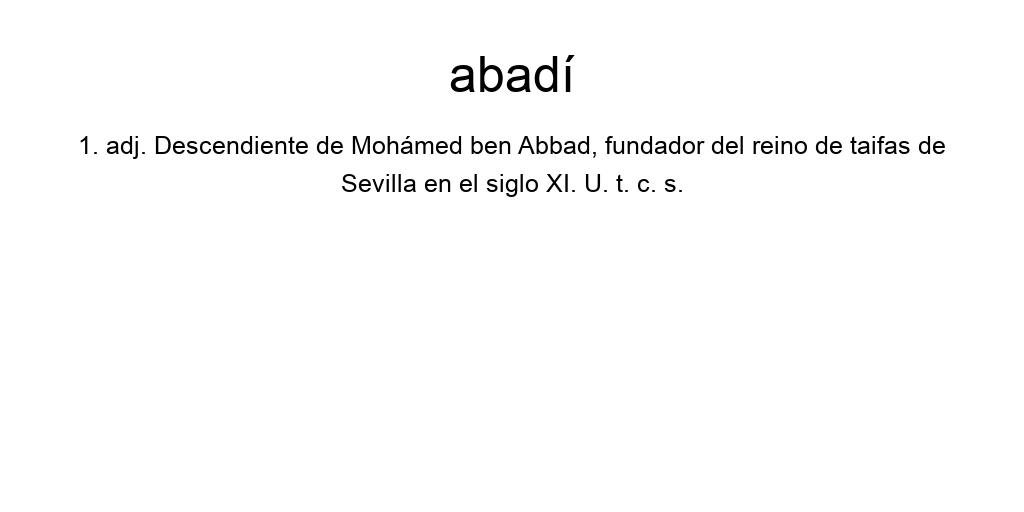 abadí
1. adj. Descendiente de Mohámed ben Abbad, fundador del reino de taifas de
Sevilla en el siglo XI. U. t. c. s.